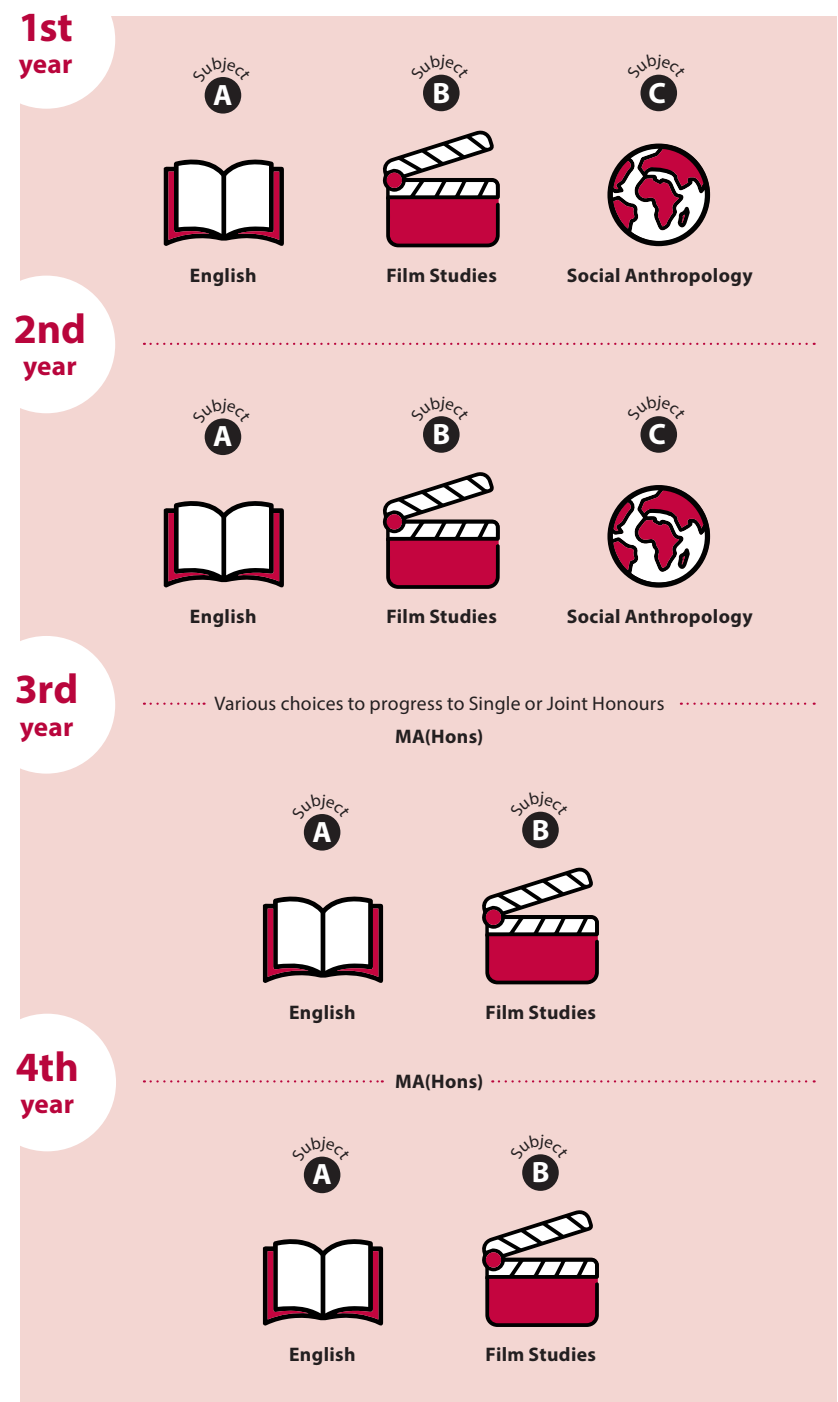 1st
year
Subject Subject Subject
A B C
English Film Studies Social Anthropology
2nd
year
Subject Subject Subject
A B C
English Film Studies Social Anthropology
3rd
year
Various choices to progress to Single or Joint Honours
MA(Hons)
Subject Subject
A B
English Film Studies
4th
year
MA(Hons)
Subject Subject
A B
English Film Studies